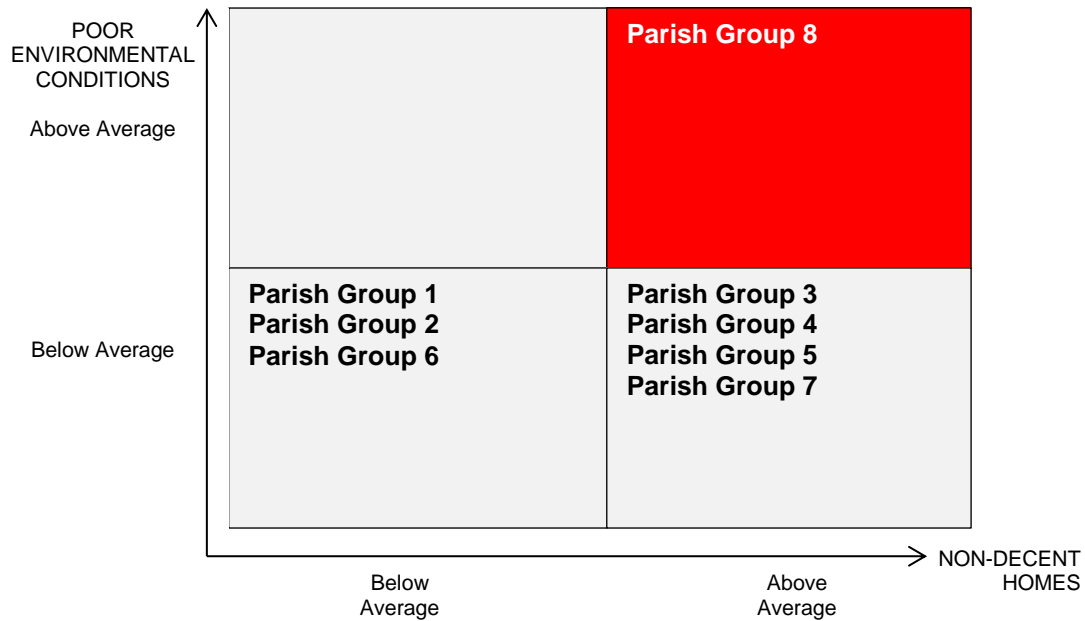 POOR
ENVIRONMENTAL
CONDITIONS
Above Average
Parish Group 8
Below Average
Parish Group 1
Parish Group 2
Parish Group 6
Parish Group 3
Parish Group 4
Parish Group 5
Parish Group 7
Below
Average
Above
Average
NON-DECENT
HOMES